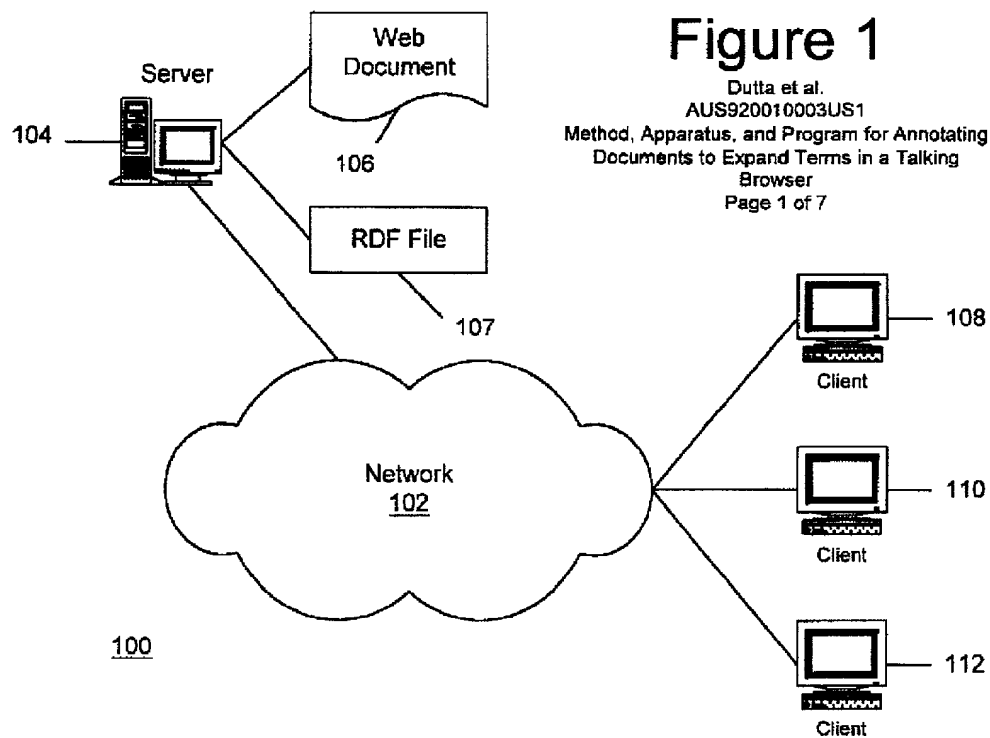 Figure 1
Dutta et al.
AUS920010003US1
Method, Apparatus, and Program for Annotating
Documents to Expand Terms in a Talking
Browser
Page 1 of 7
Server
104
Web
Document
106
RDF File
107
Network
102
108
Client
110
Client
112
Client
100